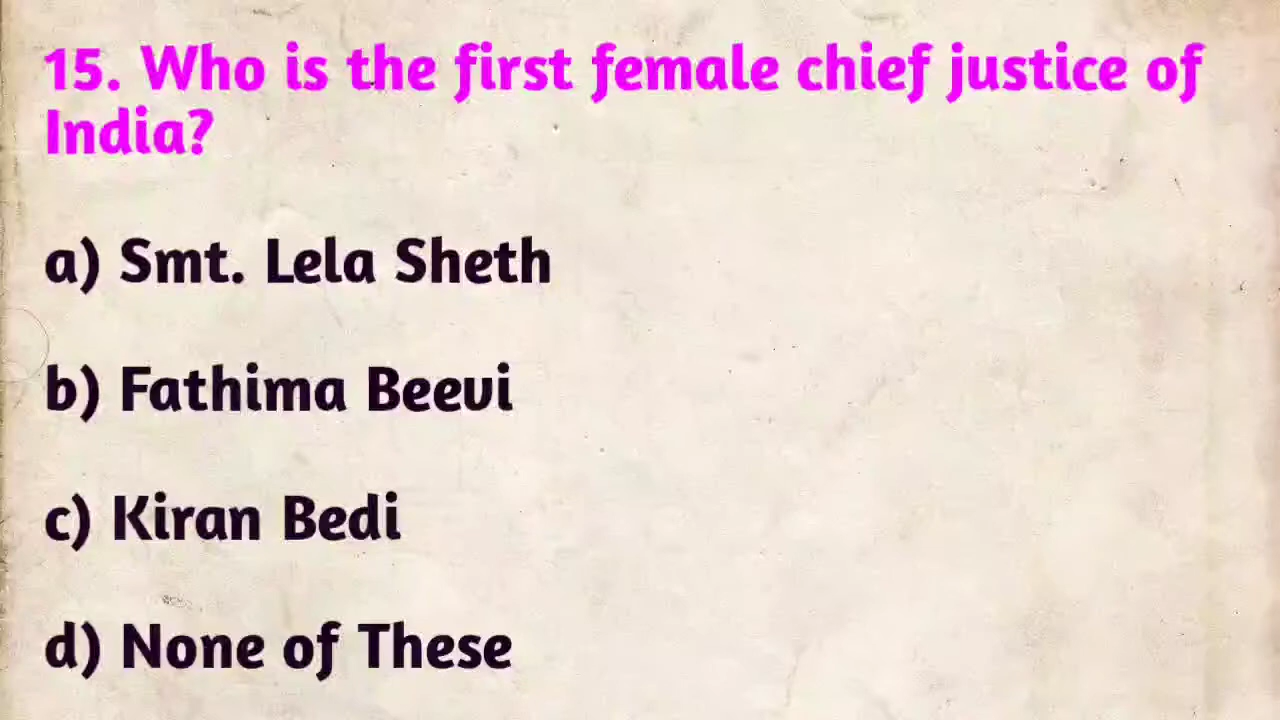 15. Who is the first female chief justice of
India?
a) Smt. Lela Sheth
b) Fathima Beevi
c) Kiran Bedi
d) None of These